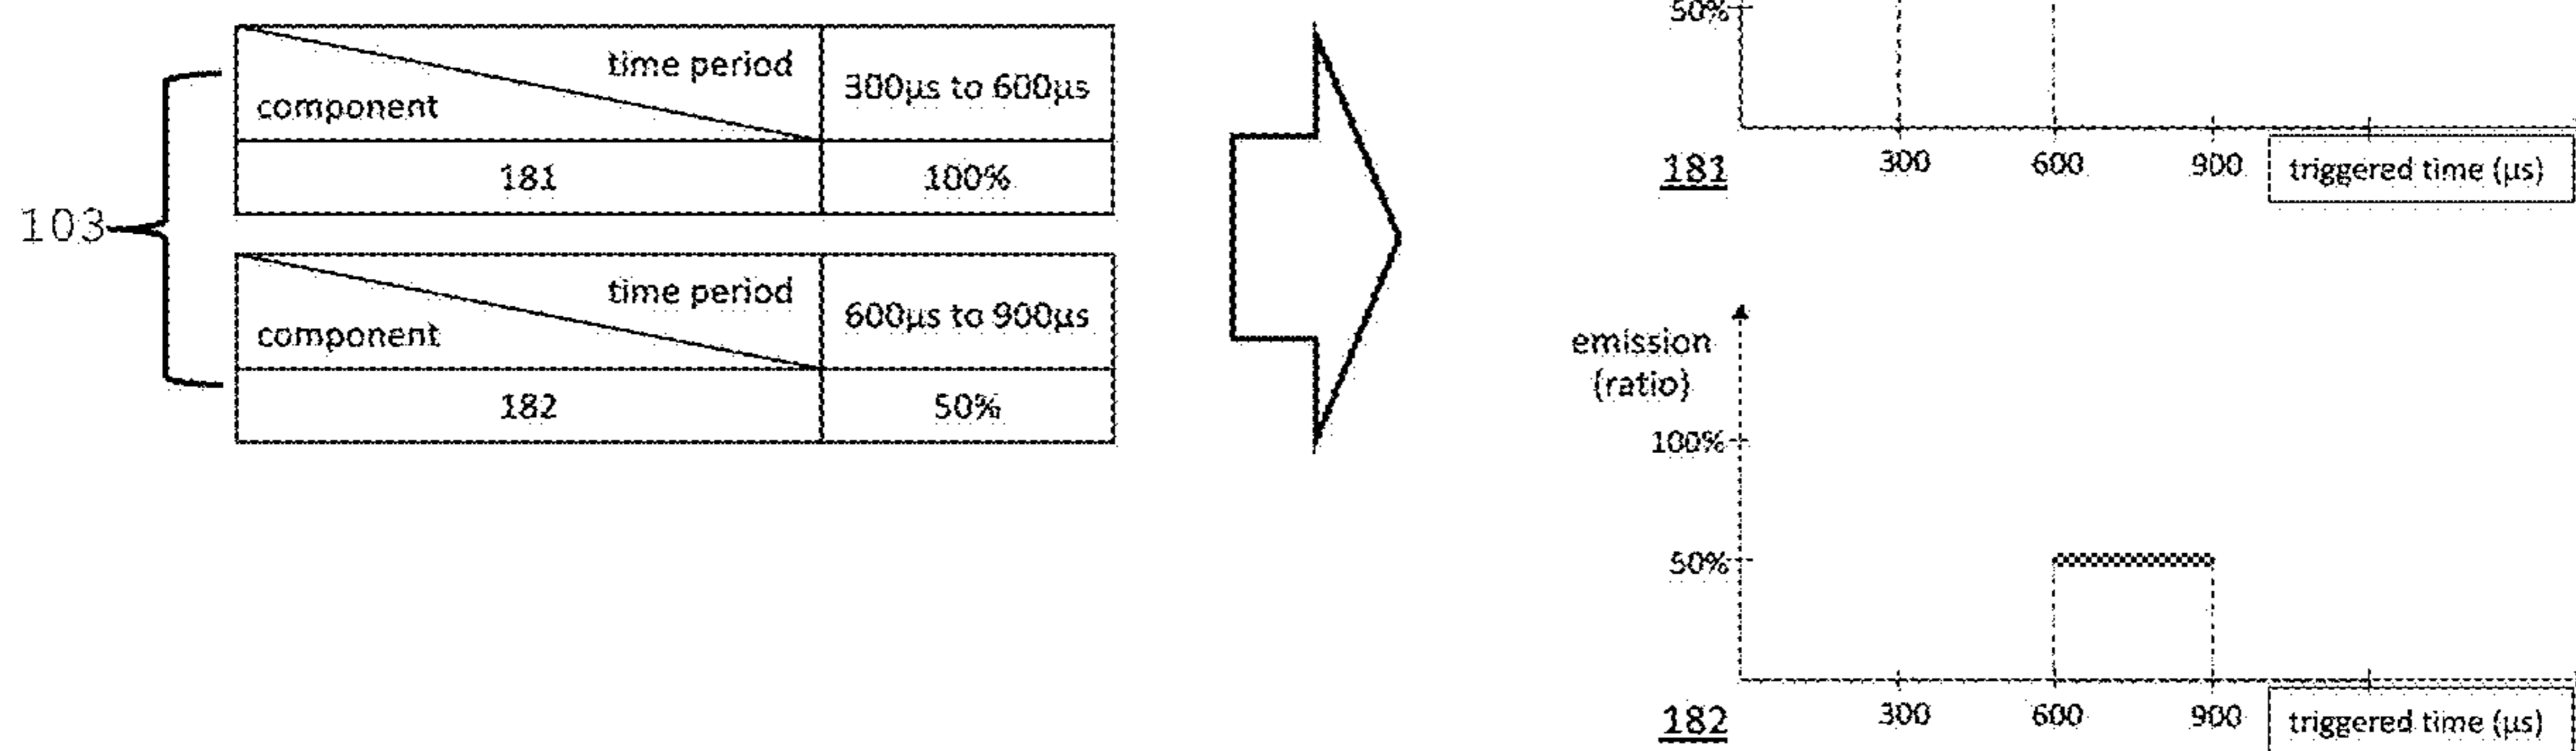 time period
300µs to 600µs
component
181
100%
103
time period
600µs to 900µs
component
182
50%
50%
300
600
900
triggered time (µs)
181
emission
(ratio)
100%
50%
300
600
900
triggered time (µs)
182